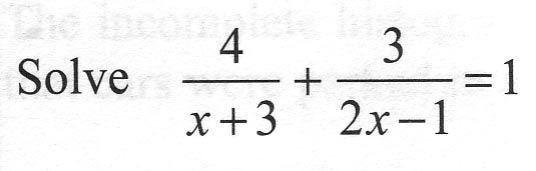 Solve 4/(x+3) + 3/(2x−1) = 1